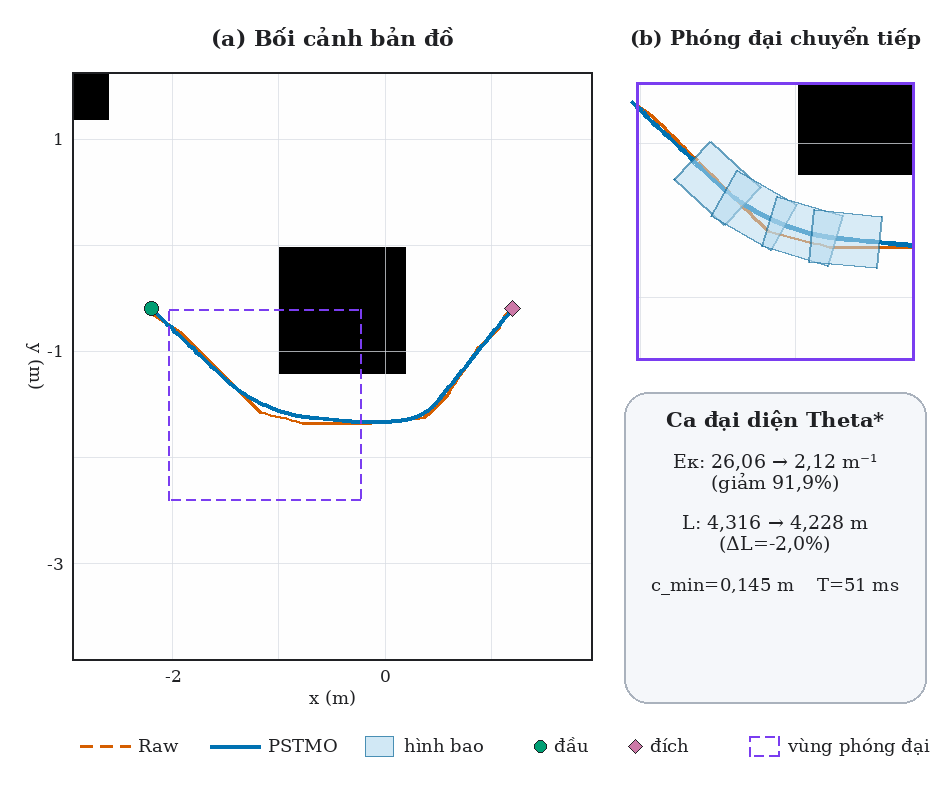 (a) Bối cảnh bản đồ
(b) Phóng đại chuyển tiếp
1
-1
-3
y (m)
-2
0
x (m)
Ca đại diện Theta*
Eκ: 26,06 → 2,12 m⁻¹
(giảm 91,9%)
L: 4,316 → 4,228 m
(ΔL=-2,0%)
c_min=0,145 m T=51 ms
Raw
PSTMO
hình bao
đầu
đích
vùng phóng đại